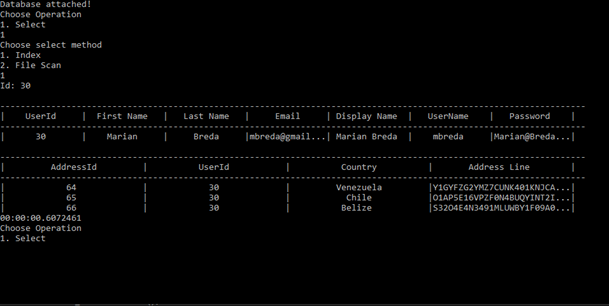 Database attached!
Choose Operation
1. Select
1
Choose select method
1. Index
2. File Scan
1
Id: 30
| UserId | First Name | Last Name | Email | Display Name | UserName | Password |
| 30 | Marian | Breda |mbreda@gmail...| Marian Breda | mbreda |Marian@Breda...|
| AddressId | UserId | Country | Address Line |
| 64 | 30 | Venezuela |Y1GYFZG2YMZ7CUNK401KNJCA...|
| 65 | 30 | Chile |O1AP5E16VPZF0N4BUQYINT2I...|
| 66 | 30 | Belize |S32O4E4N3491MLUWBY1F09A0...|
00:00:00.6072461
Choose Operation
1. Select